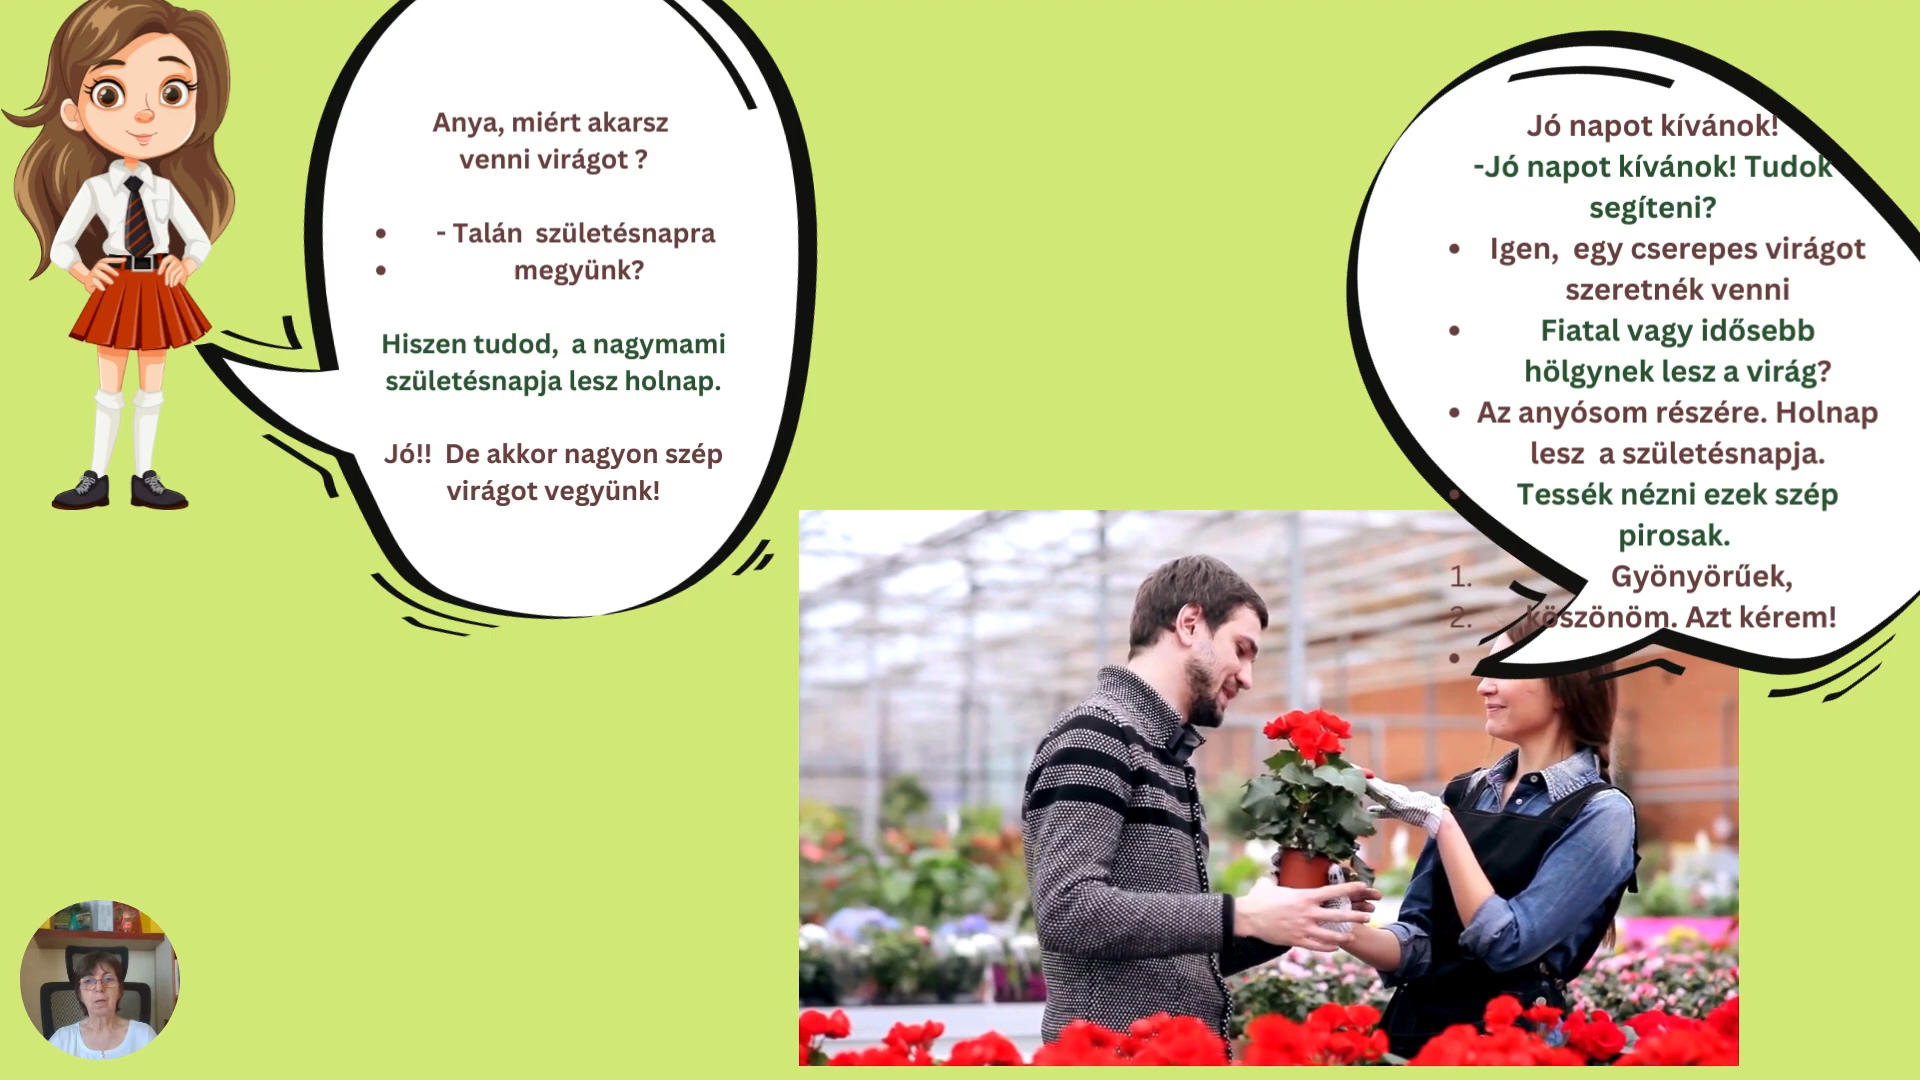 Anya, miért akarsz
venni virágot ?
• - Talán születésnapra
• megyünk?
Hiszen tudod, a nagymami
születésnapja lesz holnap.
Jó!! De akkor nagyon szép
virágot vegyünk!
Jó napot kívánok!
-Jó napot kívánok! Tudok
segíteni?
• Igen, egy cserepes virágot
szeretnék venni
• Fiatal vagy idősebb
hölgynek lesz a virág?
• Az anyósom részére. Holnap
lesz a születésnapja.
• Tessék nézni ezek szép
pirosak.
1. Gyönyörűek,
2. köszönöm. Azt kérem!
•